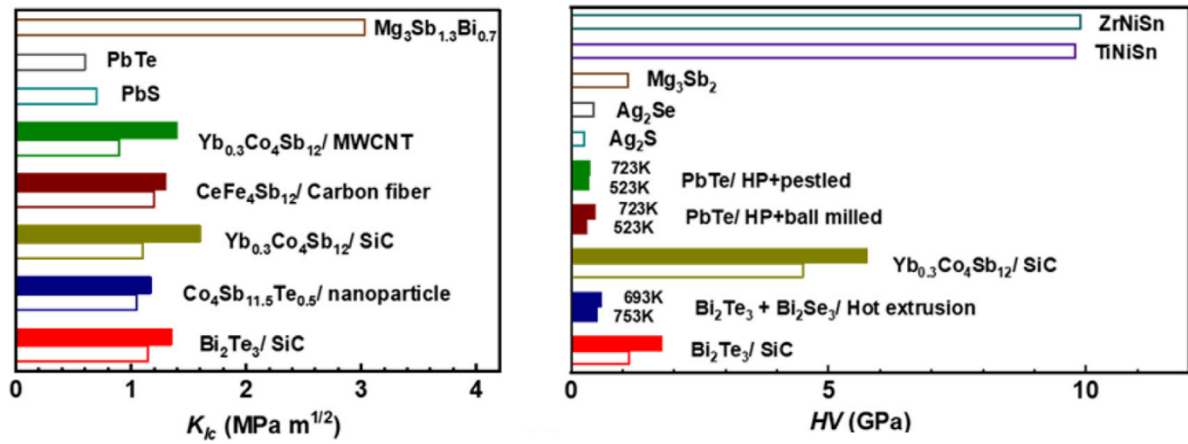 Mg₃Sb₁.₃Bi₀.₇
PbTe
PbS
Yb₀.₃Co₄Sb₁₂/ MWCNT
CeFe₄Sb₁₂/ Carbon fiber
Yb₀.₃Co₄Sb₁₂/ SiC
Co₄Sb₁₁.₅Te₀.₅/ nanoparticle
Bi₂Te₃/ SiC
0 1 2 3 4
K_Ic (MPa m^1/2)
ZrNiSn
TiNiSn
Mg₃Sb₂
Ag₂Se
Ag₂S
723K
523K
PbTe/ HP+pestled
723K
523K
PbTe/ HP+ball milled
Yb₀.₃Co₄Sb₁₂/ SiC
693K
753K
Bi₂Te₃ + Bi₂Se₃/ Hot extrusion
Bi₂Te₃/ SiC
0 5 10
HV (GPa)